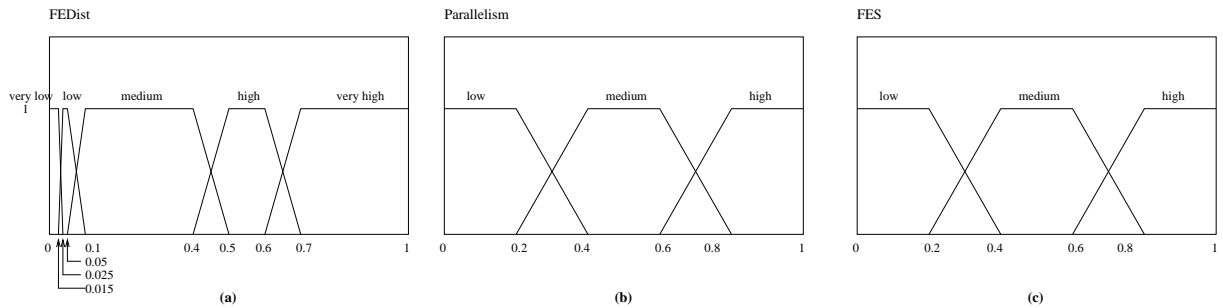 FEDist
Parallelism
FES
very low
low
medium
high
very high
low
medium
high
low
medium
high
1
0
0.1
0.4
0.5
0.6
0.7
1
0
0.2
0.4
0.6
0.8
1
0
0.2
0.4
0.6
0.8
1
0.05
0.025
0.015
(a)
(b)
(c)